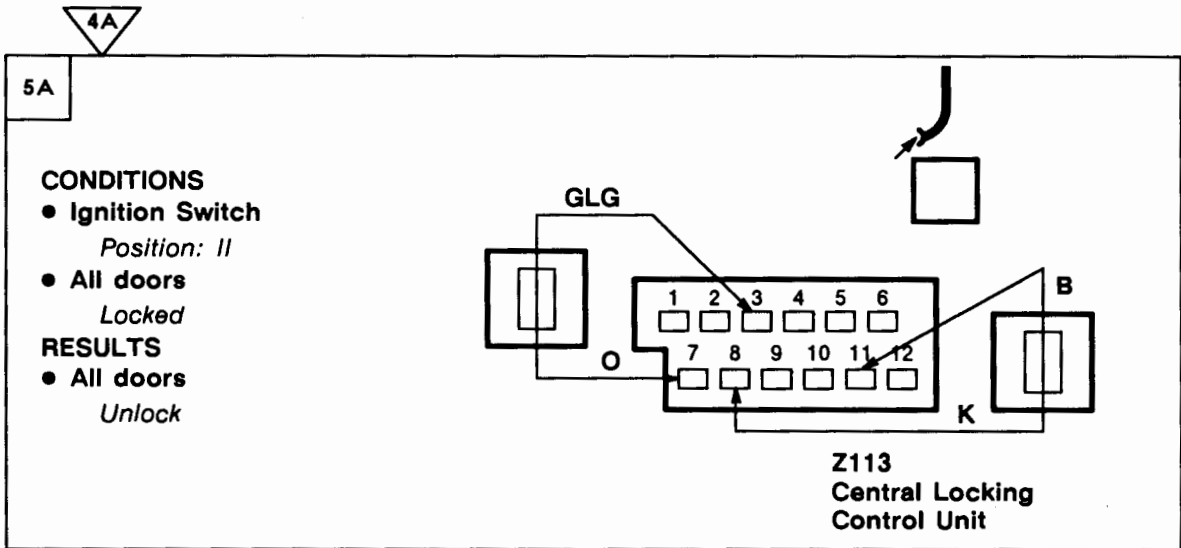 4A
5A
CONDITIONS
● Ignition Switch
Position: II
● All doors
Locked
RESULTS
● All doors
Unlock
GLG
O
1 2 3 4 5 6
7 8 9 10 11 12
B
K
Z113
Central Locking
Control Unit